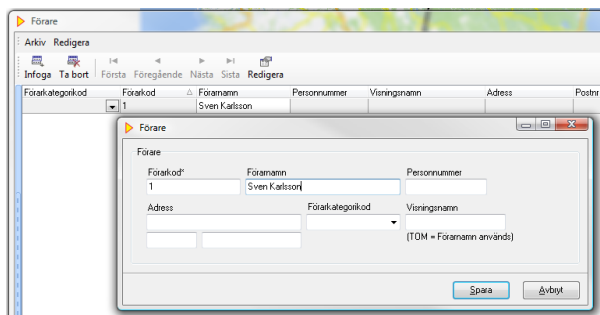 Förare
Arkiv Redigera
Infoga Ta bort Första Föregående Nästa Sista Redigera
Förarkategorikod Förarkod Förarnamn Personnummer Visningsnamn Adress Postnr
1 Sven Karlsson
Förare
Förare
Förarkod* Förarnamn Personnummer
1 Sven Karlsson
Adress Förarkategorikod Visningsnamn
(TOM = Förarnamn används)
Spara Avbryt